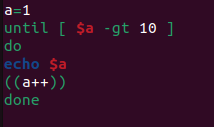 a=1
until [ $a -gt 10 ]
do
echo $a
((a++))
done